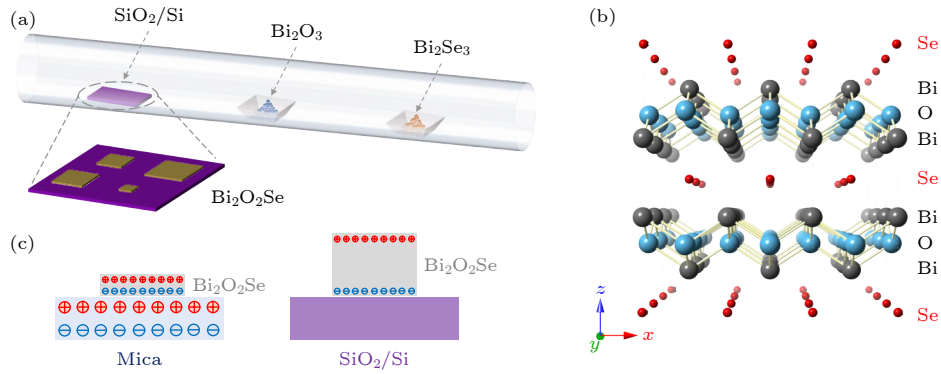 (a)
SiO₂/Si
Bi₂O₃
Bi₂Se₃
Bi₂O₂Se
(b)
Se
Bi
O
Bi
Se
Bi
O
Bi
Se
z
y
x
(c)
Bi₂O₂Se
Mica
Bi₂O₂Se
SiO₂/Si